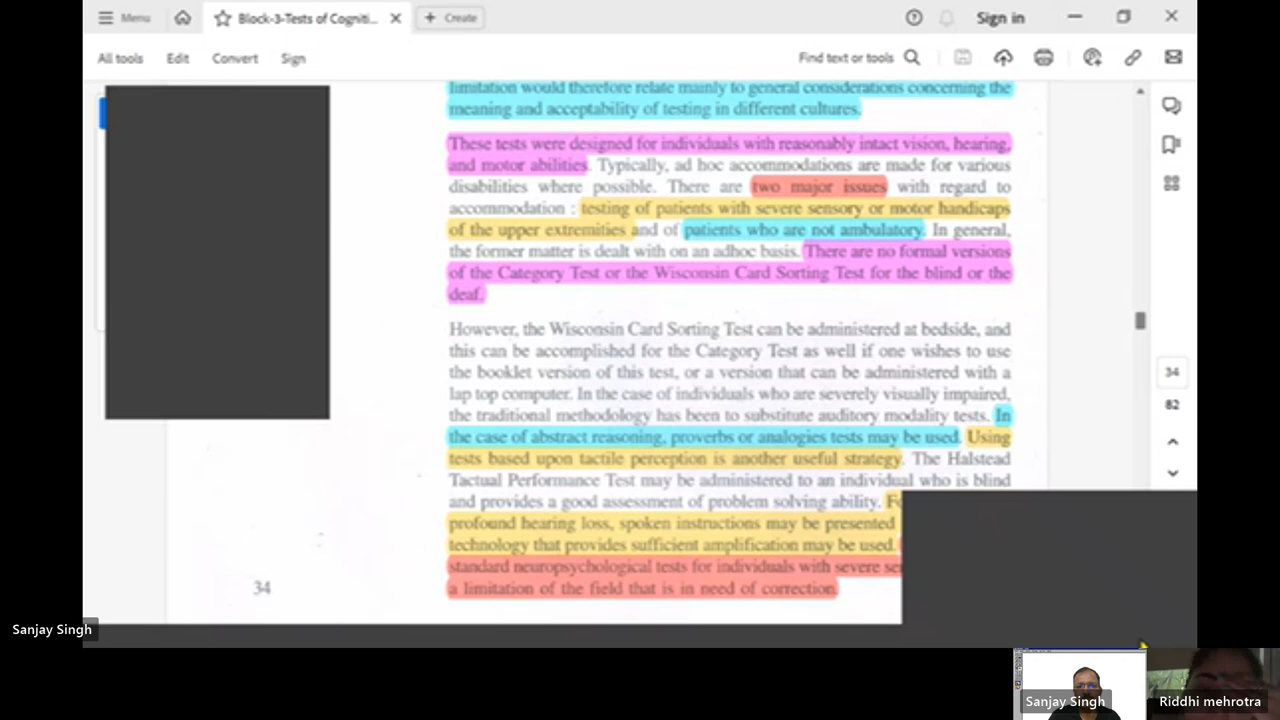 Menu
Block-3-Tests of Cogniti...
Create
Sign in
All tools
Edit
Convert
Sign
Find text or tools
limitation would therefore relate mainly to general considerations concerning the
meaning and acceptability of testing in different cultures.
These tests were designed for individuals with reasonably intact vision, hearing,
and motor abilities. Typically, ad hoc accommodations are made for various
disabilities where possible. There are two major issues with regard to
accommodation : testing of patients with severe sensory or motor handicaps
of the upper extremities and of patients who are not ambulatory. In general,
the former matter is dealt with on an adhoc basis. There are no formal versions
of the Category Test or the Wisconsin Card Sorting Test for the blind or the
deaf.
However, the Wisconsin Card Sorting Test can be administered at bedside, and
this can be accomplished for the Category Test as well if one wishes to use
the booklet version of this test, or a version that can be administered with a
lap top computer. In the case of individuals who are severely visually impaired,
the traditional methodology has been to substitute auditory modality tests. In
the case of abstract reasoning, proverbs or analogies tests may be used. Using
tests based upon tactile perception is another useful strategy. The Halstead
Tactual Performance Test may be administered to an individual who is blind
and provides a good assessment of problem solving ability.
profound hearing loss, spoken instructions may be presented
technology that provides sufficient amplification may be used.
standard neuropsychological tests for individuals with severe
a limitation of the field that is in need of correction.
34
34
82
Sanjay Singh
Sanjay Singh
Riddhi mehrotra